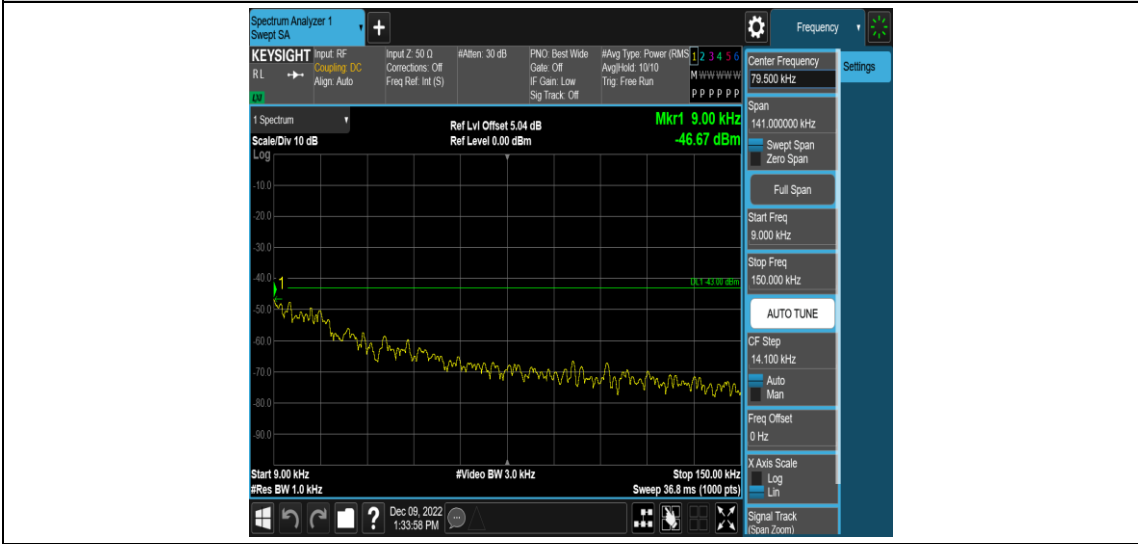 Spectrum Analyzer 1
Swept SA
+
Frequency
KEYSIGHT
RL
Input: RF
Coupling: DC
Align: Auto
Input Z: 50 Ω
Corrections: Off
Freq Ref: Int (S)
#Atten: 30 dB
PNO: Best Wide
Gate: Off
IF Gain: Low
Sig Track: Off
#Avg Type: Power (RMS
Avg|Hold: 10/10
Trig: Free Run
1 2 3 4 5 6
M W W W W W
P P P P P P
1 Spectrum
Scale/Div 10 dB
Log
Ref Lvl Offset 5.04 dB
Ref Level 0.00 dBm
Mkr1 9.00 kHz
-46.67 dBm
-10.0
-20.0
-30.0
-40.0
-50.0
-60.0
-70.0
-80.0
-90.0
1
DL1 -43.00 dBm
Start 9.00 kHz
#Res BW 1.0 kHz
#Video BW 3.0 kHz
Stop 150.00 kHz
Sweep 36.8 ms (1000 pts)
Dec 09, 2022
1:33:58 PM
?
Center Frequency
79.500 kHz
Settings
Span
141.000000 kHz
Swept Span
Zero Span
Full Span
Start Freq
9.000 kHz
Stop Freq
150.000 kHz
AUTO TUNE
CF Step
14.100 kHz
Auto
Man
Freq Offset
0 Hz
X Axis Scale
Log
Lin
Signal Track
(Span Zoom)